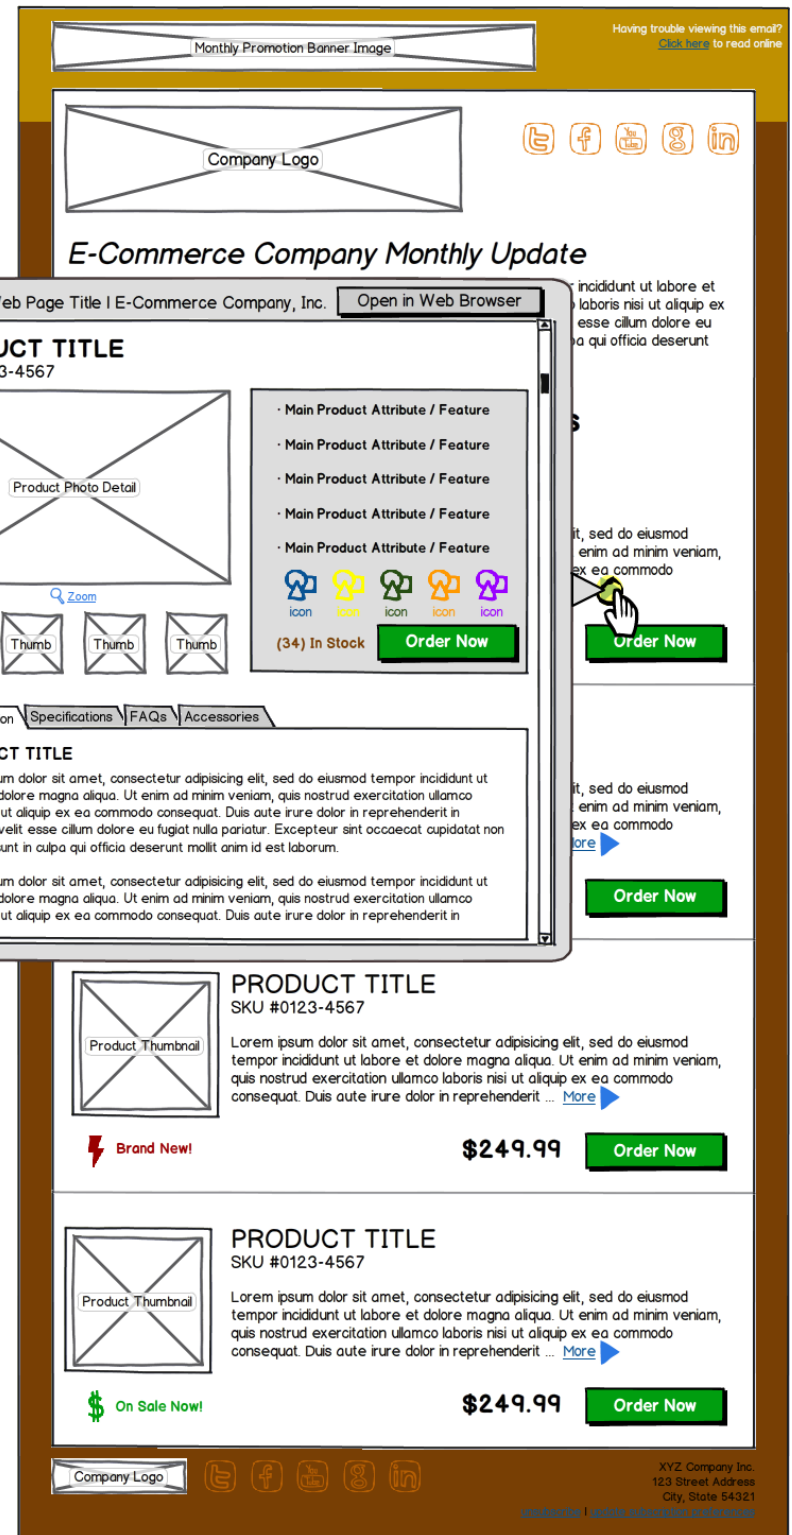 Monthly Promotion Banner Image
Having trouble viewing this email?
Click here to read online
Company Logo
You
Tube
in
E-Commerce Company Monthly Update
incididunt ut labore et
laboris nisi ut aliquip ex
esse cillum dolore eu
qui officia deserunt
s
Web Page Title | E-Commerce Company, Inc.
Open in Web Browser
UCT TITLE
3-4567
Product Photo Detail
Zoom
Thumb
Thumb
Thumb
· Main Product Attribute / Feature
· Main Product Attribute / Feature
· Main Product Attribute / Feature
· Main Product Attribute / Feature
· Main Product Attribute / Feature
icon icon icon icon icon
(34) In Stock
Order Now
on
Specifications
FAQs
Accessories
CT TITLE
um dolor sit amet, consectetur adipisicing elit, sed do eiusmod tempor incididunt ut
dolore magna aliqua. Ut enim ad minim veniam, quis nostrud exercitation ullamco
ut aliquip ex ea commodo consequat. Duis aute irure dolor in reprehenderit in
velit esse cillum dolore eu fugiat nulla pariatur. Excepteur sint occaecat cupidatat non
unt in culpa qui officia deserunt mollit anim id est laborum.
um dolor sit amet, consectetur adipisicing elit, sed do eiusmod tempor incididunt ut
dolore magna aliqua. Ut enim ad minim veniam, quis nostrud exercitation ullamco
ut aliquip ex ea commodo consequat. Duis aute irure dolor in reprehenderit in
it, sed do eiusmod
enim ad minim veniam,
ex ea commodo
Order Now
it, sed do eiusmod
enim ad minim veniam,
ex ea commodo
ore
Order Now
Product Thumbnail
PRODUCT TITLE
SKU #0123-4567
Lorem ipsum dolor sit amet, consectetur adipisicing elit, sed do eiusmod
tempor incididunt ut labore et dolore magna aliqua. Ut enim ad minim veniam,
quis nostrud exercitation ullamco laboris nisi ut aliquip ex ea commodo
consequat. Duis aute irure dolor in reprehenderit ... More
Brand New!
$249.99
Order Now
Product Thumbnail
PRODUCT TITLE
SKU #0123-4567
Lorem ipsum dolor sit amet, consectetur adipisicing elit, sed do eiusmod
tempor incididunt ut labore et dolore magna aliqua. Ut enim ad minim veniam,
quis nostrud exercitation ullamco laboris nisi ut aliquip ex ea commodo
consequat. Duis aute irure dolor in reprehenderit ... More
On Sale Now!
$249.99
Order Now
Company Logo
You
Tube
in
XYZ Company Inc.
123 Street Address
City, State 54321